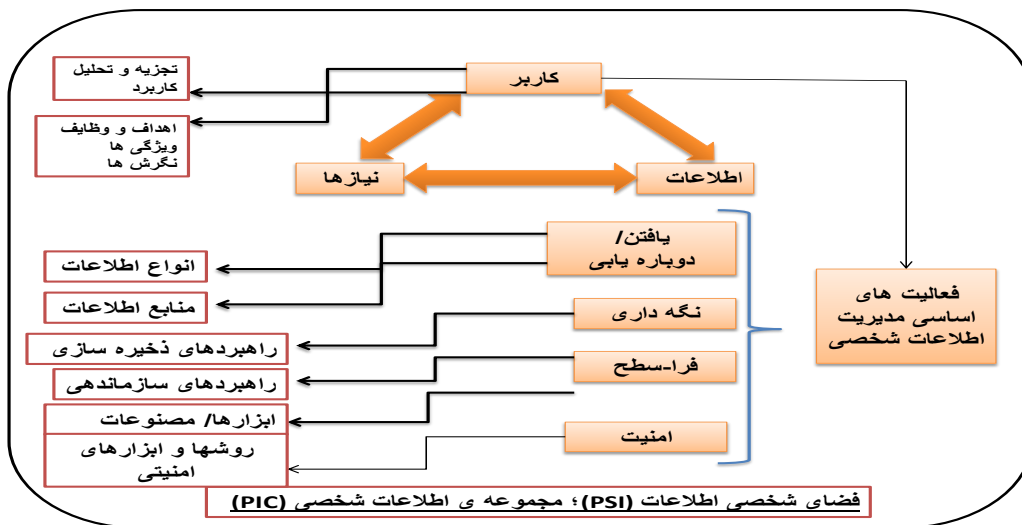 کاربر
تجزیه و تحلیل
کاربرد
اهداف و وظایف
ویژگی ها
نگرش ها
اطلاعات
نیازها
یافتن/
دوباره یابی
انواع اطلاعات
منابع اطلاعات
فعالیت های
اساسی مدیریت
اطلاعات شخصی
نگه داری
راهبردهای ذخیره سازی
فرا-سطح
راهبردهای سازماندهی
ابزارها/ مصنوعات
امنیت
روشها و ابزارهای
امنیتی
فضای شخصی اطلاعات (PSI)؛ مجموعه ی اطلاعات شخصی (PIC)